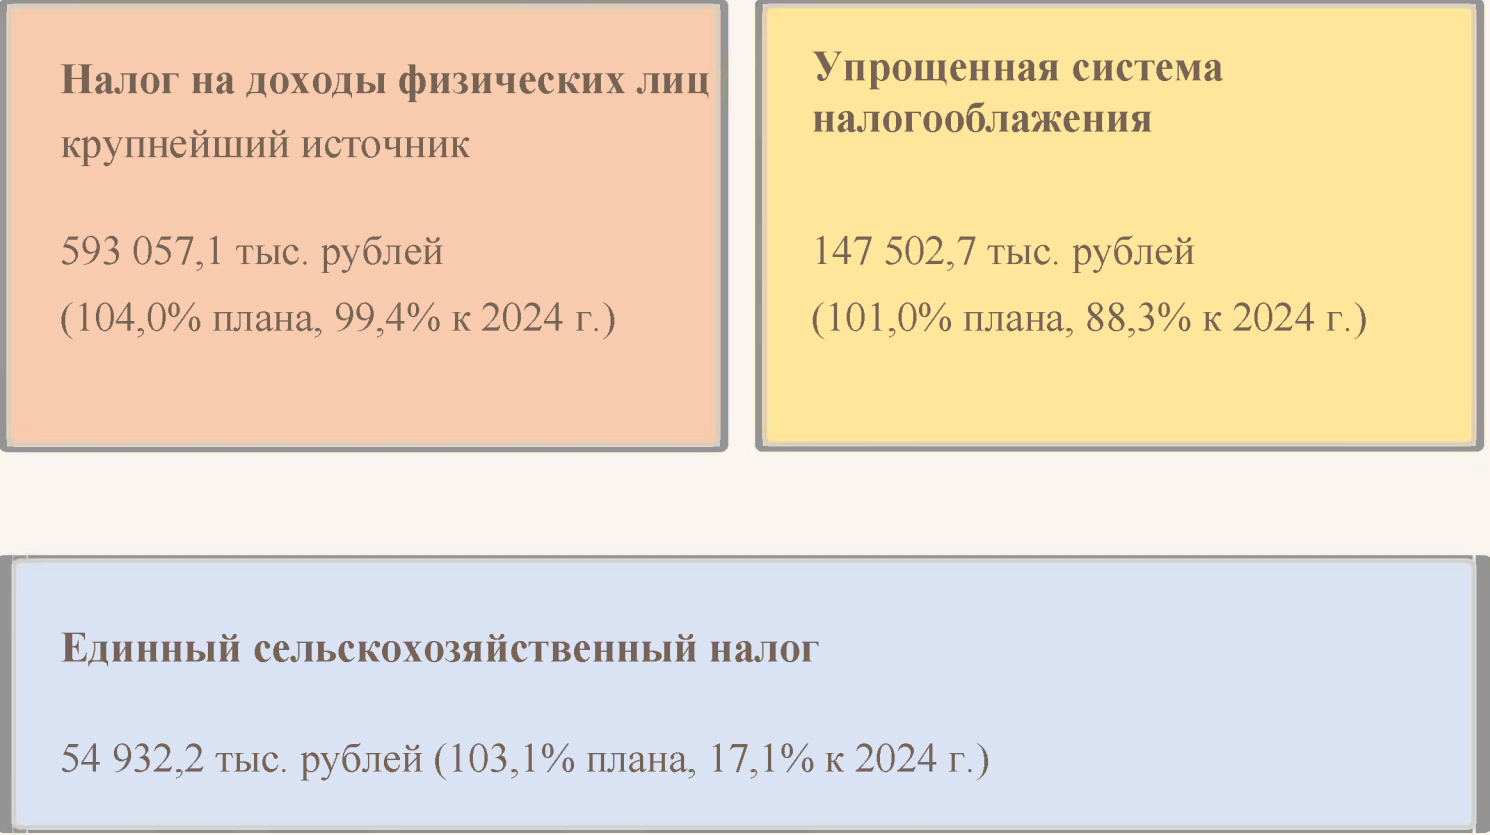 Налог на доходы физических лиц
крупнейший источник
593 057,1 тыс. рублей
(104,0% плана, 99,4% к 2024 г.)
Упрощенная система
налогооблажения
147 502,7 тыс. рублей
(101,0% плана, 88,3% к 2024 г.)
Единный сельскохозяйственный налог
54 932,2 тыс. рублей (103,1% плана, 17,1% к 2024 г.)